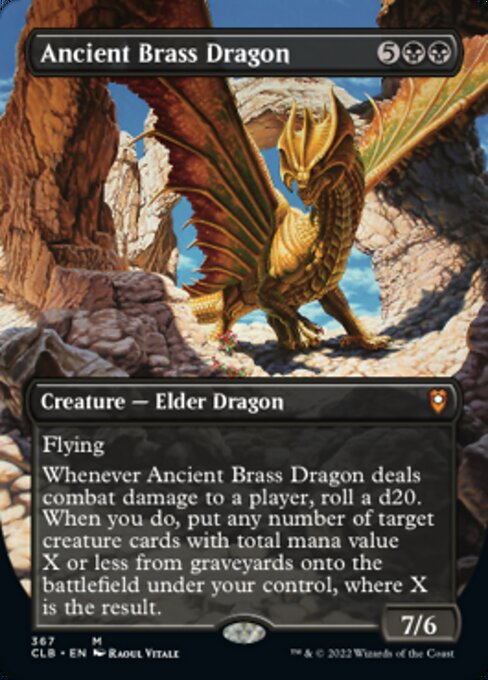 Ancient Brass Dragon 5
Creature — Elder Dragon
Flying
Whenever Ancient Brass Dragon deals
combat damage to a player, roll a d20.
When you do, put any number of target
creature cards with total mana value
X or less from graveyards onto the
battlefield under your control, where X
is the result.
7/6
367 M
CLB • EN Raoul Vitale
™ & © 2022 Wizards of the Coast